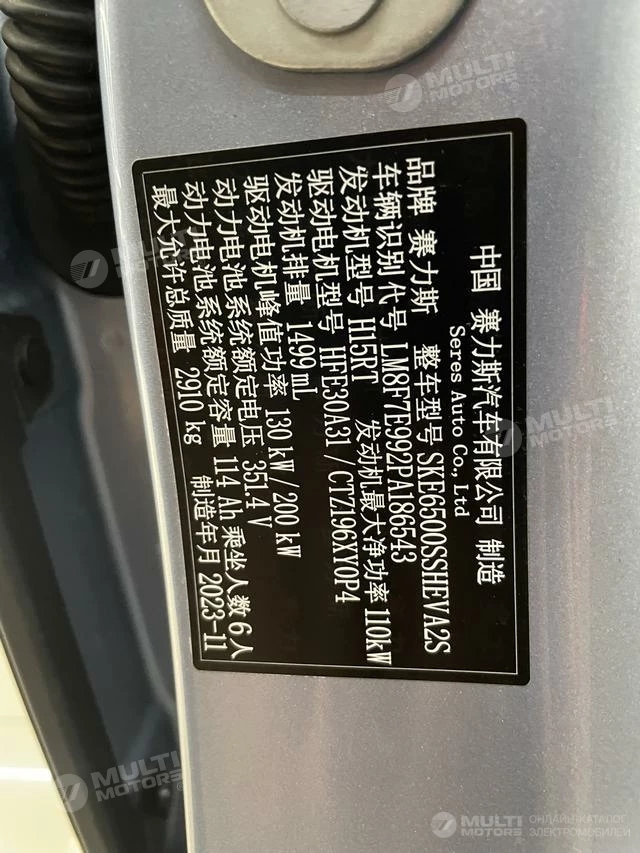 中国 赛力斯汽车有限公司 制造
Seres Auto Co., Ltd
品牌 赛力斯 整车型号 SKE6500SSHEVA2S
车辆识别代号 LM8F7E992PA186543
发动机型号 H15RT 发动机最大净功率 110kW
驱动电机型号 HFE30A31 / CTZ196XY0P4
发动机排量 1499 mL
驱动电机峰值功率 130 kW / 200 kW
动力电池系统额定电压 351.4 V
动力电池系统额定容量 114 Ah 乘坐人数 6人
最大允许总质量 2910 kg 制造年月 2023-11
MULTI MOTORS
MULTI MOTORS
MULTI MOTORS
MULTI MOTORS
MULTI MOTORS
ОНЛАЙН-КАТАЛОГ
ЭЛЕКТРОМОБИЛЕЙ